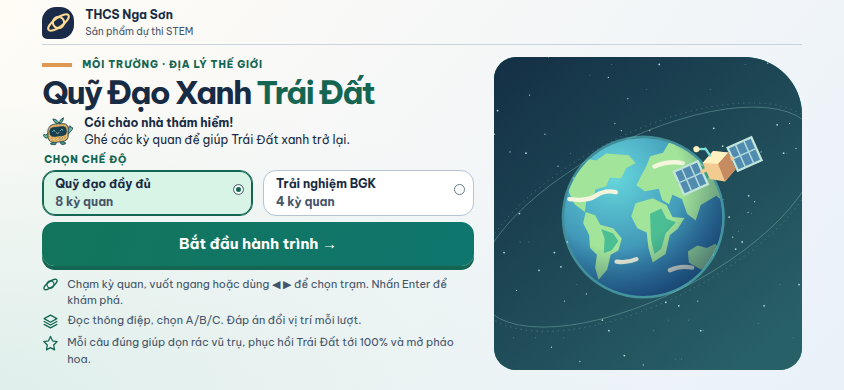 THCS Nga Sơn
Sản phẩm dự thi STEM
MÔI TRƯỜNG · ĐỊA LÝ THẾ GIỚI
Quỹ Đạo Xanh Trái Đất
Cói chào nhà thám hiểm!
Ghé các kỳ quan để giúp Trái Đất xanh trở lại.
CHỌN CHẾ ĐỘ
Quỹ đạo đầy đủ
8 kỳ quan
Trải nghiệm BGK
4 kỳ quan
Bắt đầu hành trình →
Chạm kỳ quan, vuốt ngang hoặc dùng ◀ ▶ để chọn trạm. Nhấn Enter để
khám phá.
Đọc thông điệp, chọn A/B/C. Đáp án đổi vị trí mỗi lượt.
Mỗi câu đúng giúp dọn rác vũ trụ, phục hồi Trái Đất tới 100% và mở pháo
hoa.